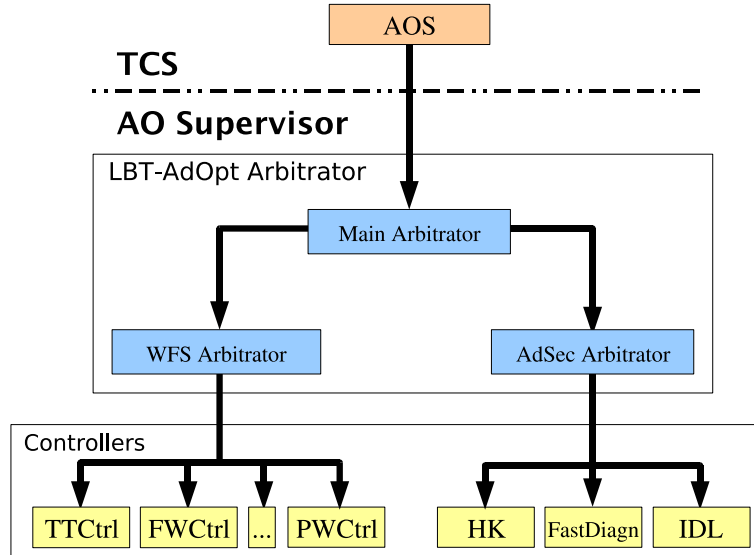 AOS
TCS
AO Supervisor
LBT-AdOpt Arbitrator
Main Arbitrator
WFS Arbitrator
AdSec Arbitrator
Controllers
TTCtrl
FWCtrl
...
PWCtrl
HK
FastDiagn
IDL